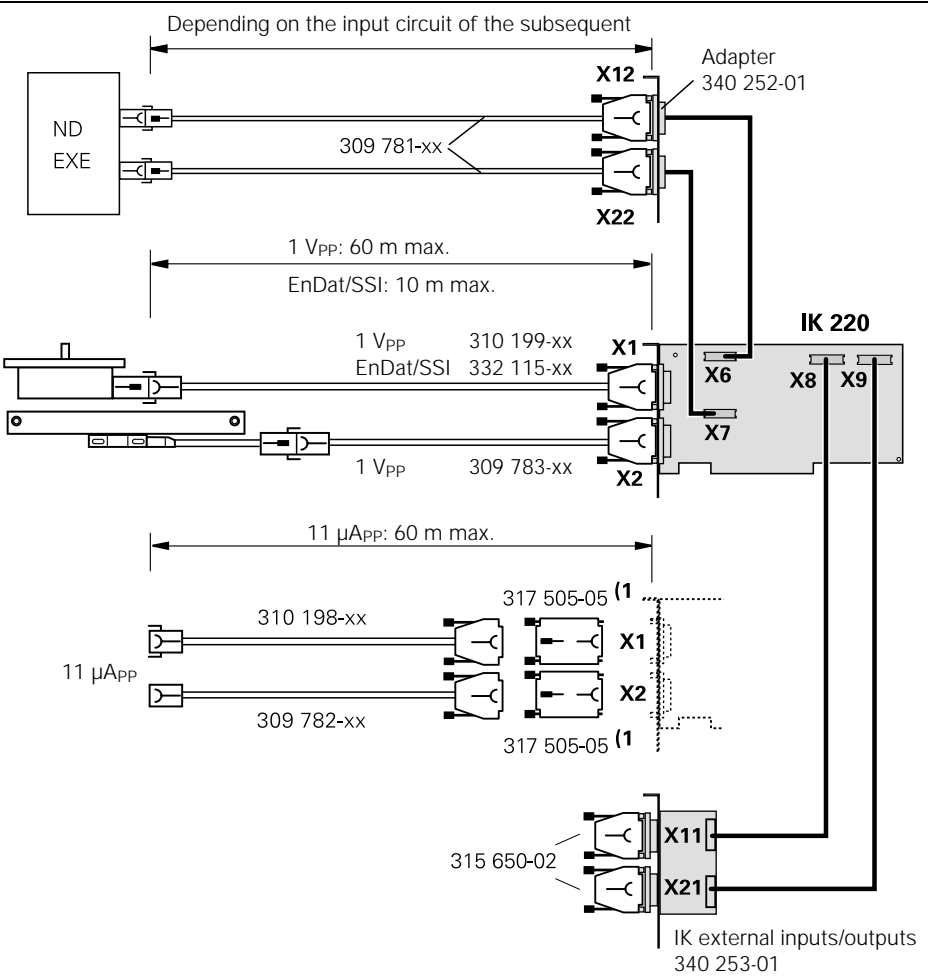 Depending on the input circuit of the subsequent
X12
Adapter
340 252-01
ND
EXE
309 781-xx
X22
1 VPP: 60 m max.
EnDat/SSI: 10 m max.
IK 220
1 VPP 310 199-xx
EnDat/SSI 332 115-xx
X1
X6
X8
X9
X7
1 VPP 309 783-xx
X2
11 µAPP: 60 m max.
317 505-05 (1
310 198-xx
X1
11 µAPP
X2
309 782-xx
317 505-05 (1
X11
315 650-02
X21
IK external inputs/outputs
340 253-01